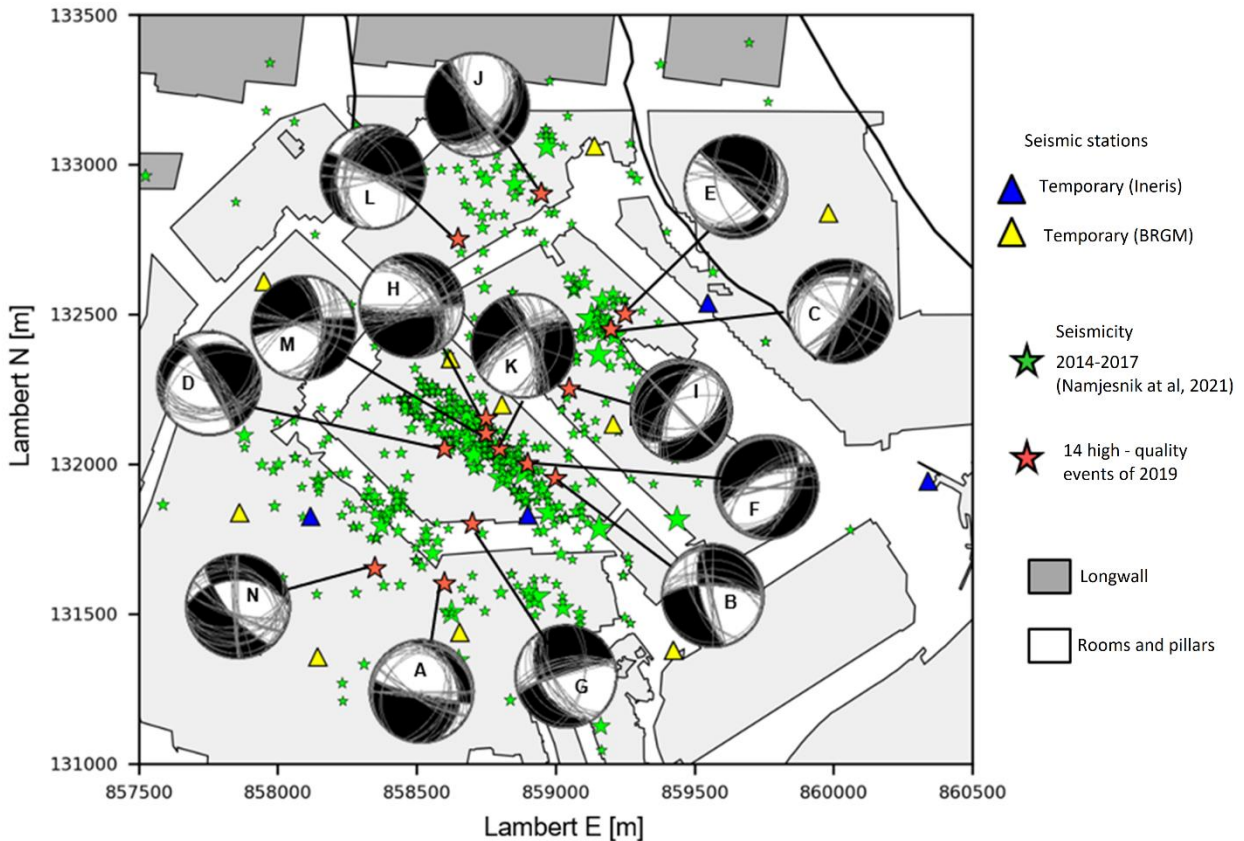 133500
133000
132500
132000
131500
131000
Lambert N [m]
857500
858000
858500
859000
859500
860000
860500
Lambert E [m]
J
L
E
H
C
M
K
D
I
F
N
B
A
G
Seismic stations
Temporary (Ineris)
Temporary (BRGM)
Seismicity
2014-2017
(Namjesnik at al, 2021)
14 high - quality
events of 2019
Longwall
Rooms and pillars